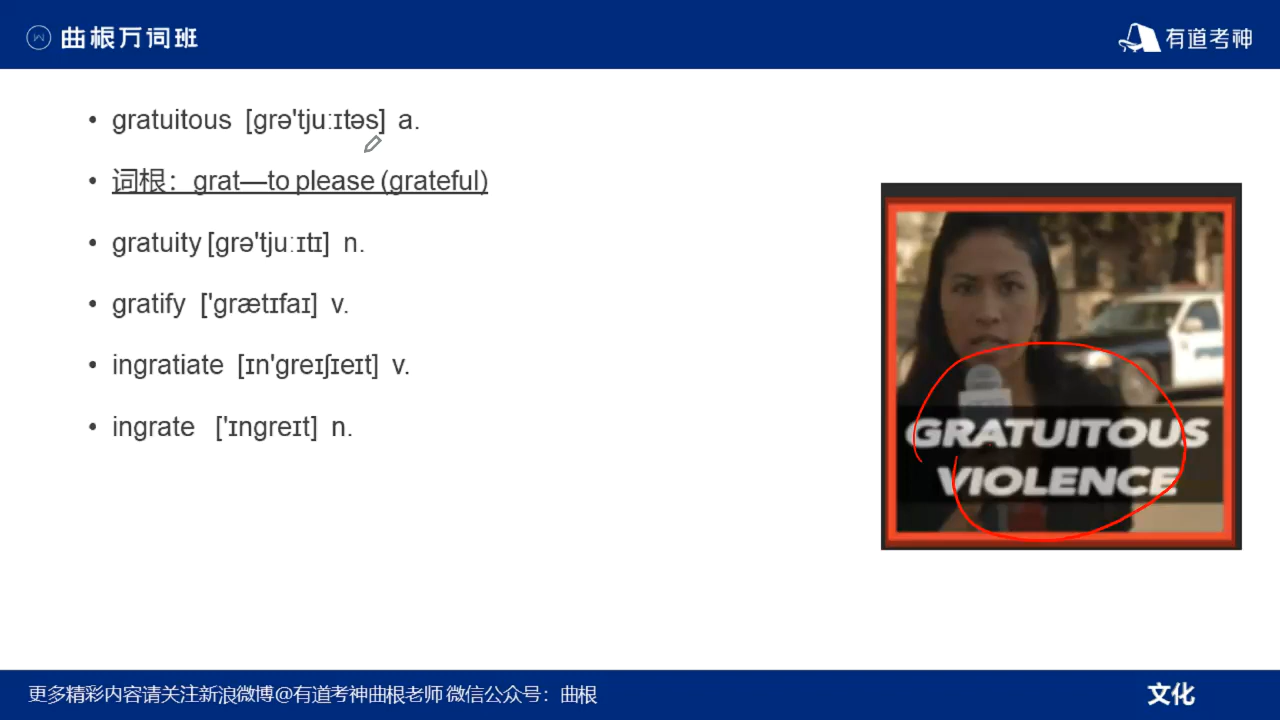 曲根万词班
有道考神
• gratuitous [grə'tjuːɪtəs] a.
• 词根：grat—to please (grateful)
• gratuity [grə'tjuːɪtɪ] n.
• gratify ['grætɪfaɪ] v.
• ingratiate [ɪn'greɪʃɪeɪt] v.
• ingrate ['ɪngreɪt] n.
GRATUITOUS
VIOLENCE
更多精彩内容请关注新浪微博@有道考神曲根老师 微信公众号：曲根
文化